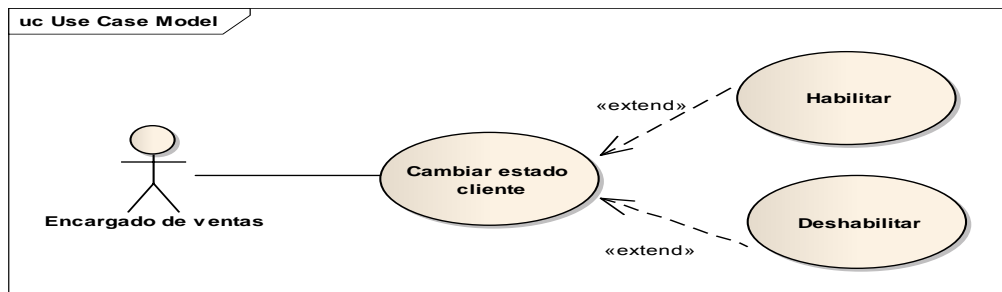 uc Use Case Model
Habilitar
«extend»
Cambiar estado
cliente
Encargado de ventas
Deshabilitar
«extend»